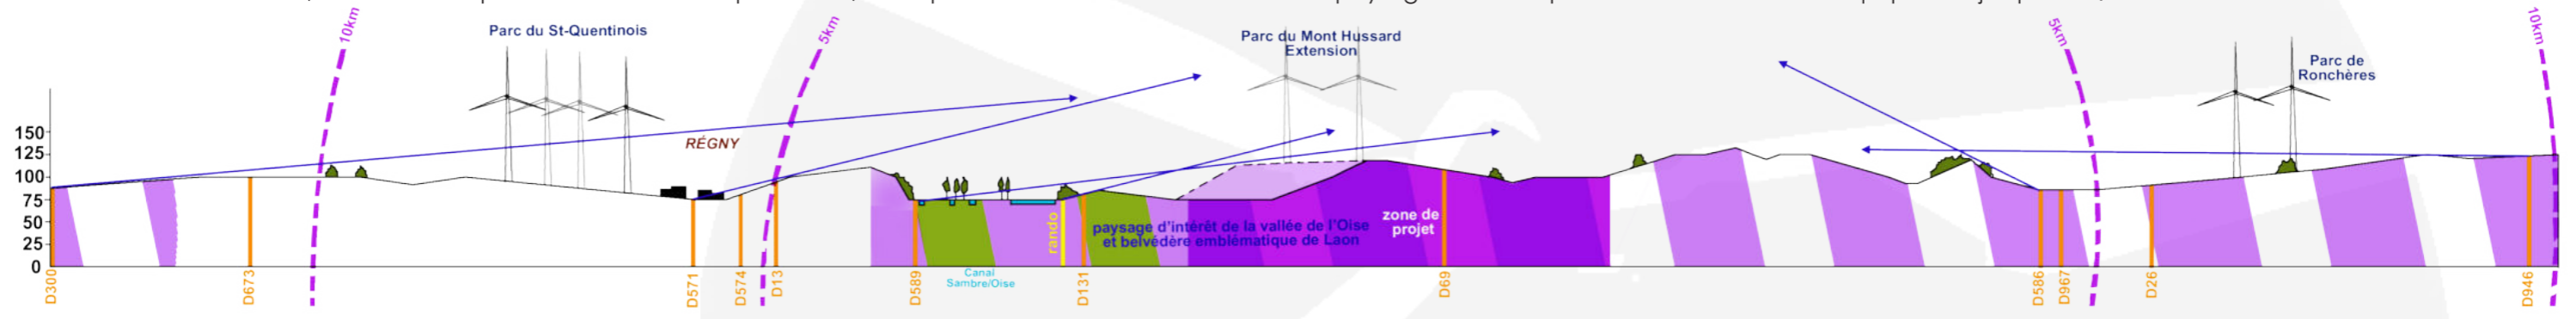 10km
Parc du St-Quentinois
5km
Parc du Mont Hussard
Extension
5km
10km
Parc de
Ronchères
150
125
100
75
50
25
0
RÉGNY
rando
paysage d'intérêt de la vallée de l'Oise
et belvédère emblématique de Laon
zone de
projet
Canal
Sambre/Oise
D300
D673
D571
D574
D13
D589
D131
D69
D586
D967
D26
D946